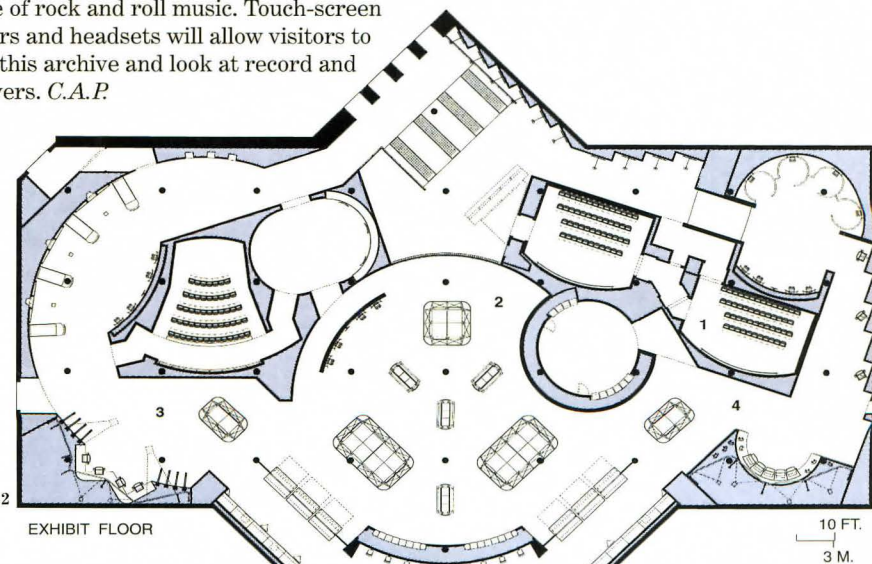 e of rock and roll music. Touch-screen
rs and headsets will allow visitors to
this archive and look at record and
vers. C.A.P.
2
1
3
4
2
EXHIBIT FLOOR
10 FT.
3 M.